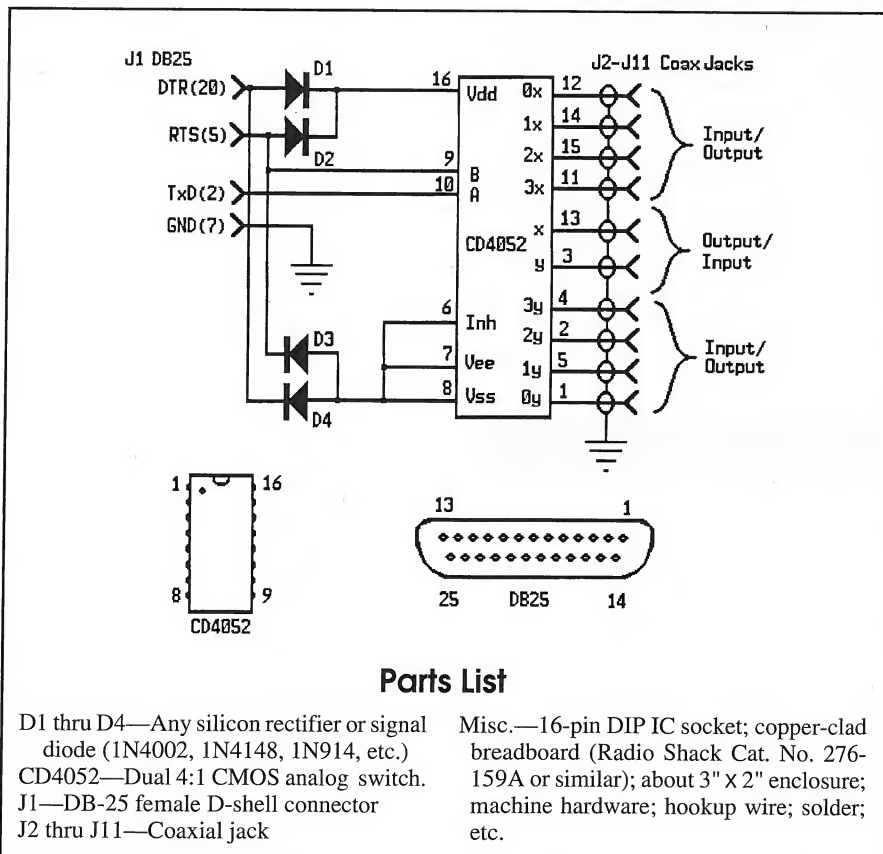 J1 DB25
J2-J11 Coax Jacks
DTR(20)
D1
16
Vdd
0x
12
1x
14
RTS(5)
Input/
Output
2x
15
D2
9
B
3x
11
TxD(2)
10
A
GND(7)
x
13
CD4052
Output/
Input
y
3
3y
4
6
Inh
2y
2
D3
7
Vee
Input/
Output
1y
5
8
Vss
0y
1
D4
1
16
8
9
CD4052
13
1
25
DB25
14
Parts List
D1 thru D4—Any silicon rectifier or signal
diode (1N4002, 1N4148, 1N914, etc.)
CD4052—Dual 4:1 CMOS analog switch.
J1—DB-25 female D-shell connector
J2 thru J11—Coaxial jack
Misc.—16-pin DIP IC socket; copper-clad
breadboard (Radio Shack Cat. No. 276-
159A or similar); about 3" X 2" enclosure;
machine hardware; hookup wire; solder;
etc.